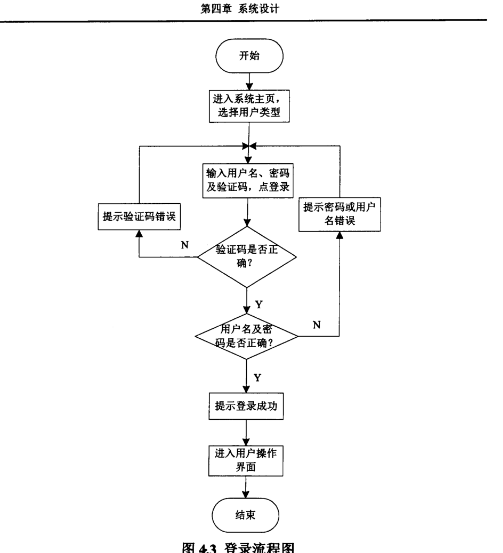 第四章 系统设计
开始
进入系统主页，
选择用户类型
输入用户名、密码
及验证码，点登录
提示验证码错误
提示密码或用户
名错误
N
验证码是否正
确？
Y
用户名及密
码是否正确？
N
Y
提示登录成功
进入用户操作
界面
结束
图 4.3 登录流程图